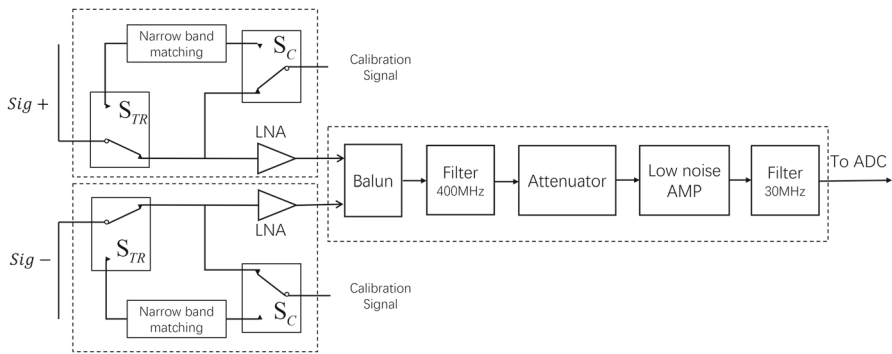 Narrow band
matching
S_C
Calibration
Signal
Sig +
S_TR
LNA
Balun
Filter
400MHz
Attenuator
Low noise
AMP
Filter
30MHz
To ADC
LNA
Sig −
S_TR
Calibration
Signal
Narrow band
matching
S_C